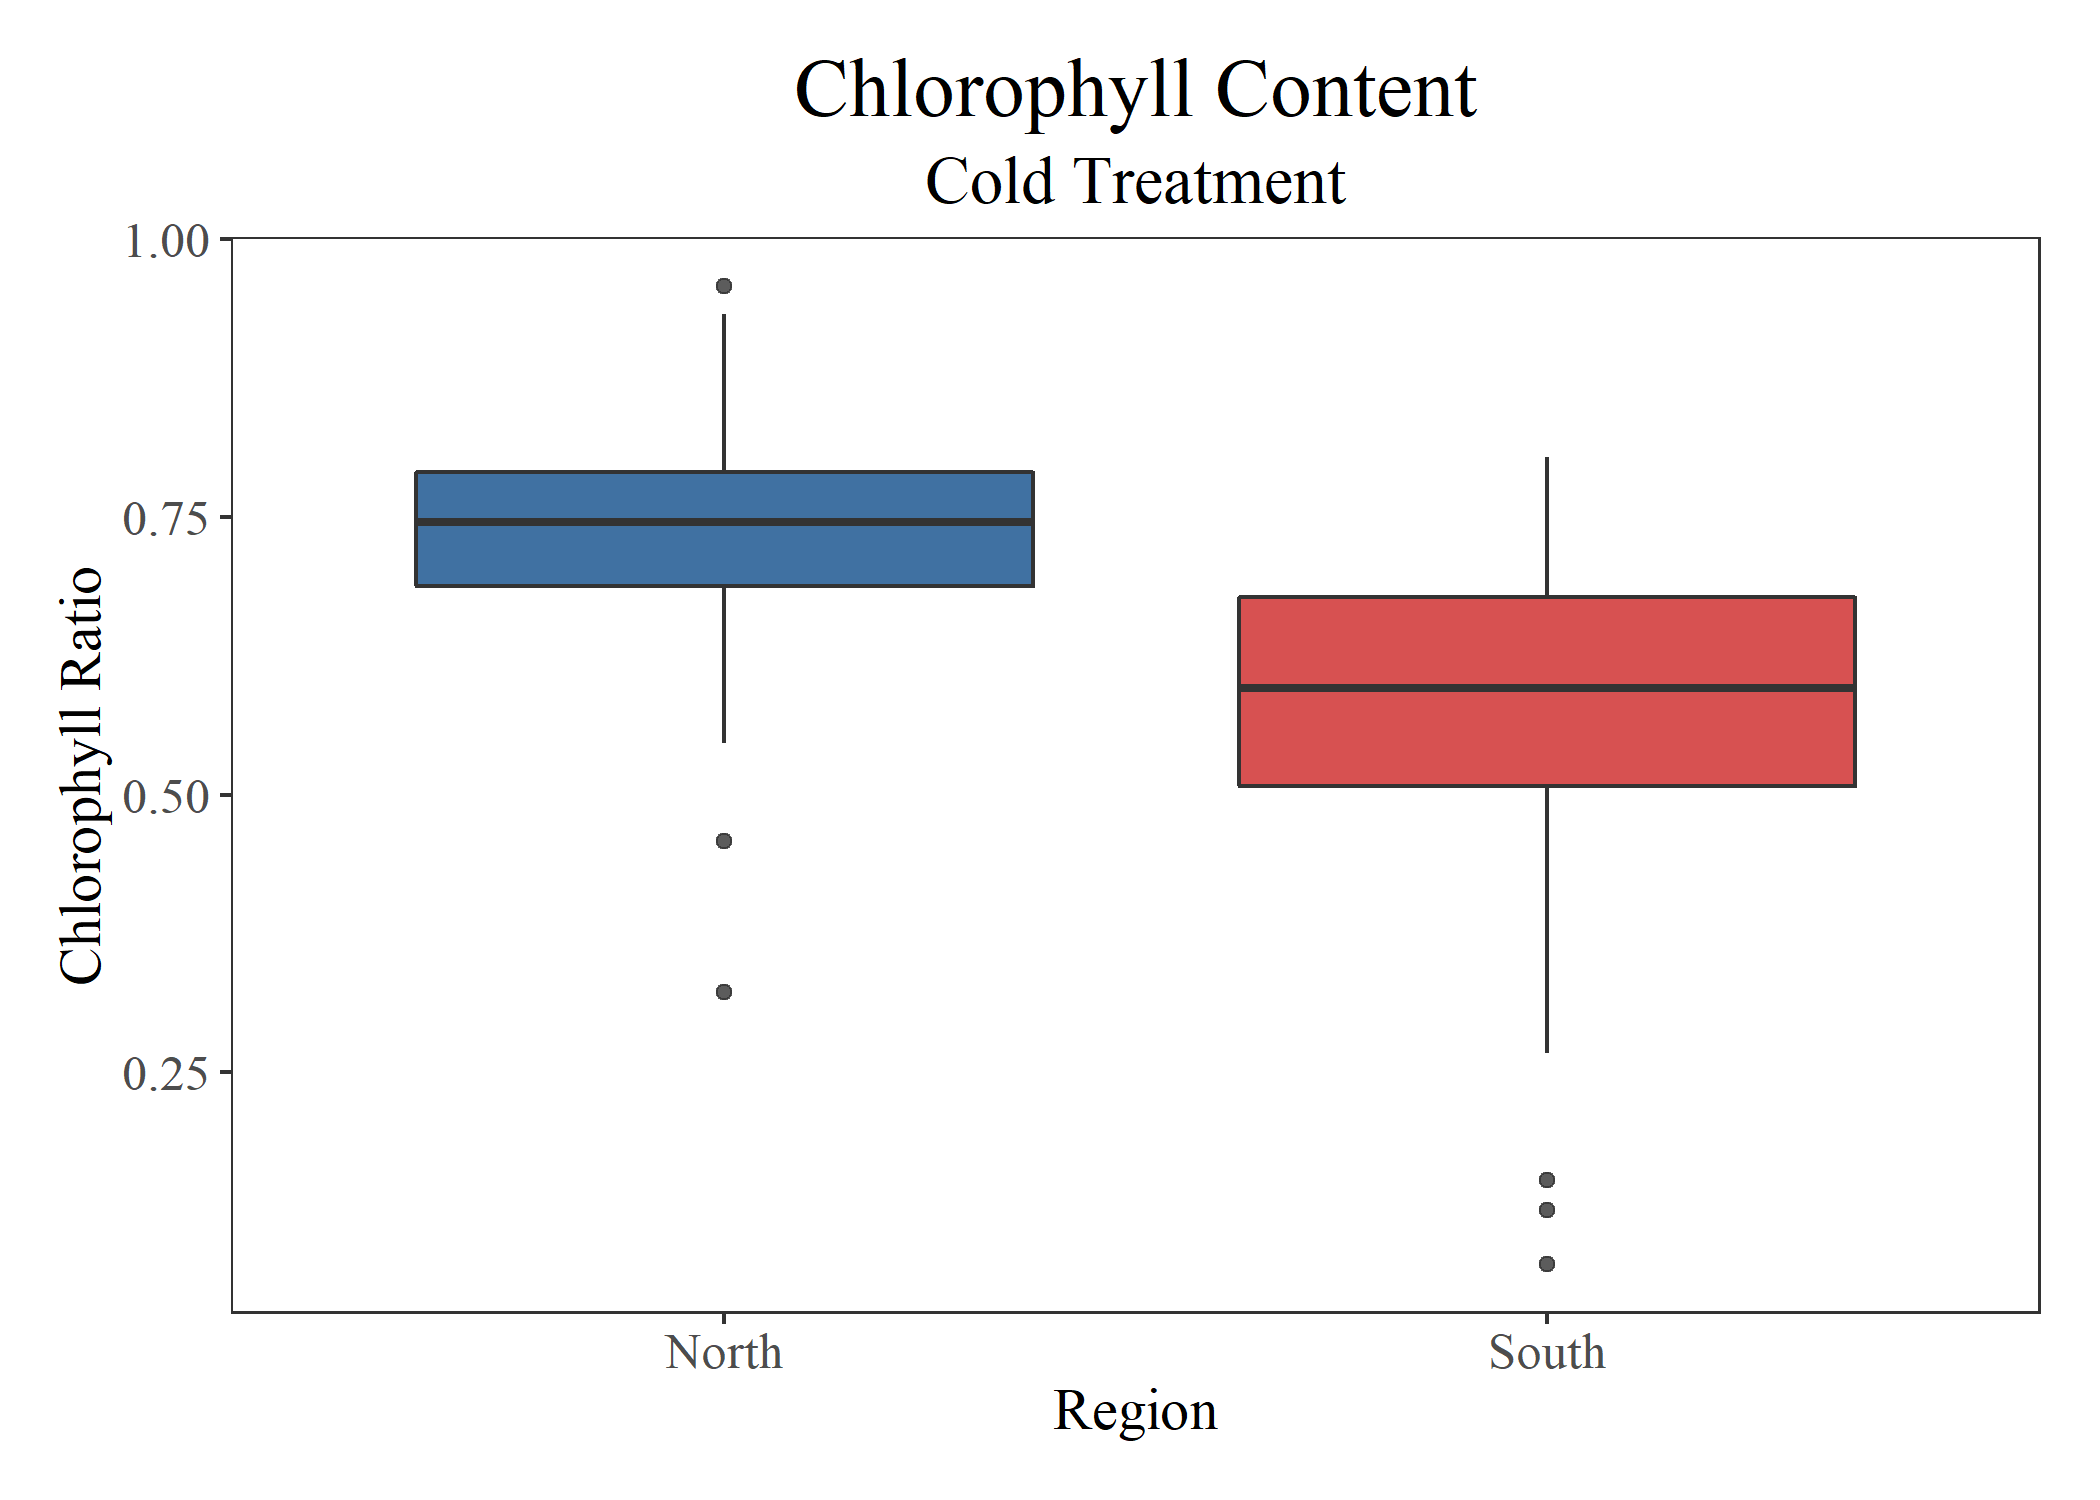 Chlorophyll Content
Cold Treatment
Chlorophyll Ratio
1.00
0.75
0.50
0.25
North
South
Region